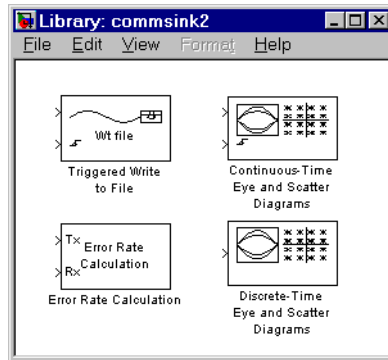 Library: commsink2
File Edit View Format Help
Wt file
Triggered Write
to File
Continuous-Time
Eye and Scatter
Diagrams
Tx Error Rate
Rx Calculation
Error Rate Calculation
Discrete-Time
Eye and Scatter
Diagrams